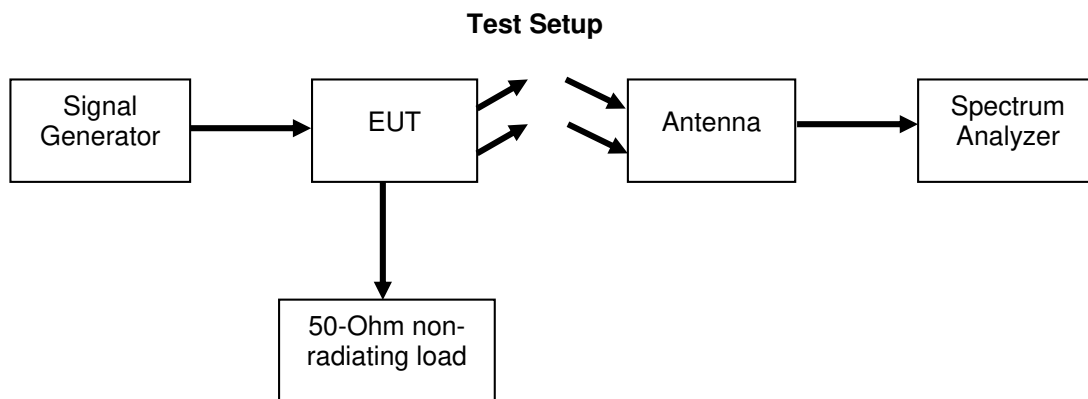 Test Setup
Signal
Generator
EUT
Antenna
Spectrum
Analyzer
50-Ohm non-
radiating load